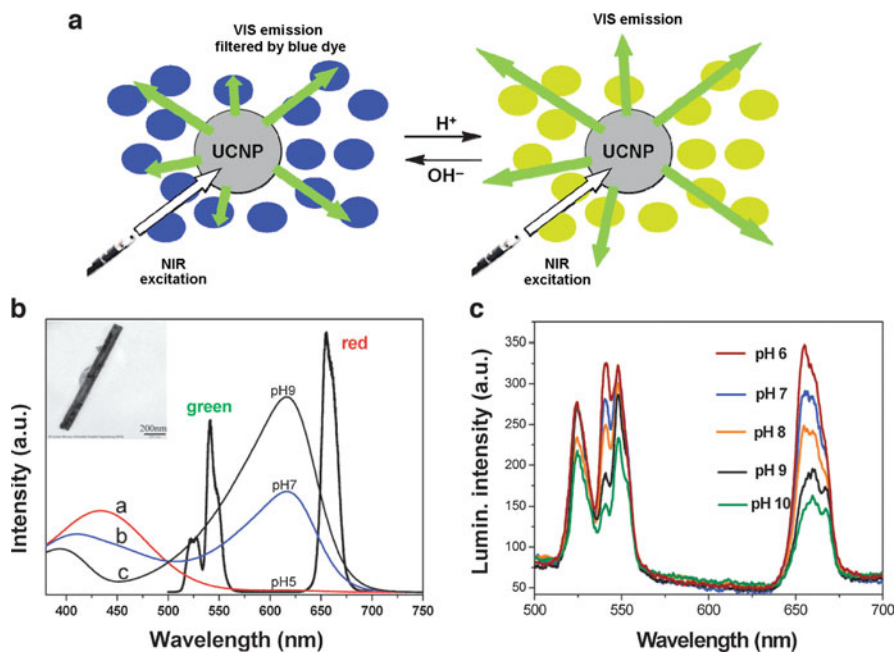 a
VIS emission
filtered by blue dye
VIS emission
UCNP
H⁺
OH⁻
UCNP
NIR
excitation
NIR
excitation
b
200nm
green
red
pH9
pH7
pH5
a
b
c
Intensity (a.u.)
400 450 500 550 600 650 700 750
Wavelength (nm)
c
pH 6
pH 7
pH 8
pH 9
pH 10
Lumin. intensity (a.u.)
350
300
250
200
150
100
50
500 550 600 650 700
Wavelength (nm)